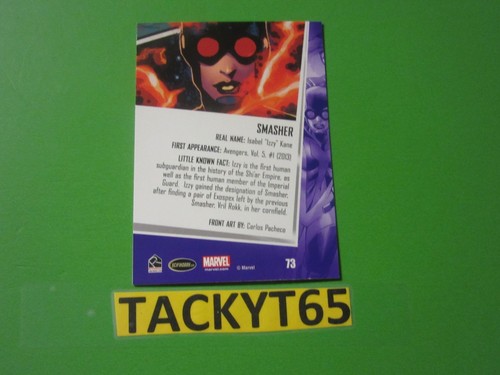 SMASHER
REAL NAME: Isabel "Izzy" Kane
FIRST APPEARANCE: Avengers, Vol. 5, #1 (2013)
LITTLE KNOWN FACT: Izzy is the first human
subguardian in the history of the Shi'ar Empire, as
well as the first human member of the Imperial
Guard. Izzy gained the designation of Smasher,
after finding a pair of Exospex left by the previous
Smasher, Vril Rokk, in her cornfield.
FRONT ART BY: Carlos Pacheco
MARVEL
© Marvel
73
TACKYT65